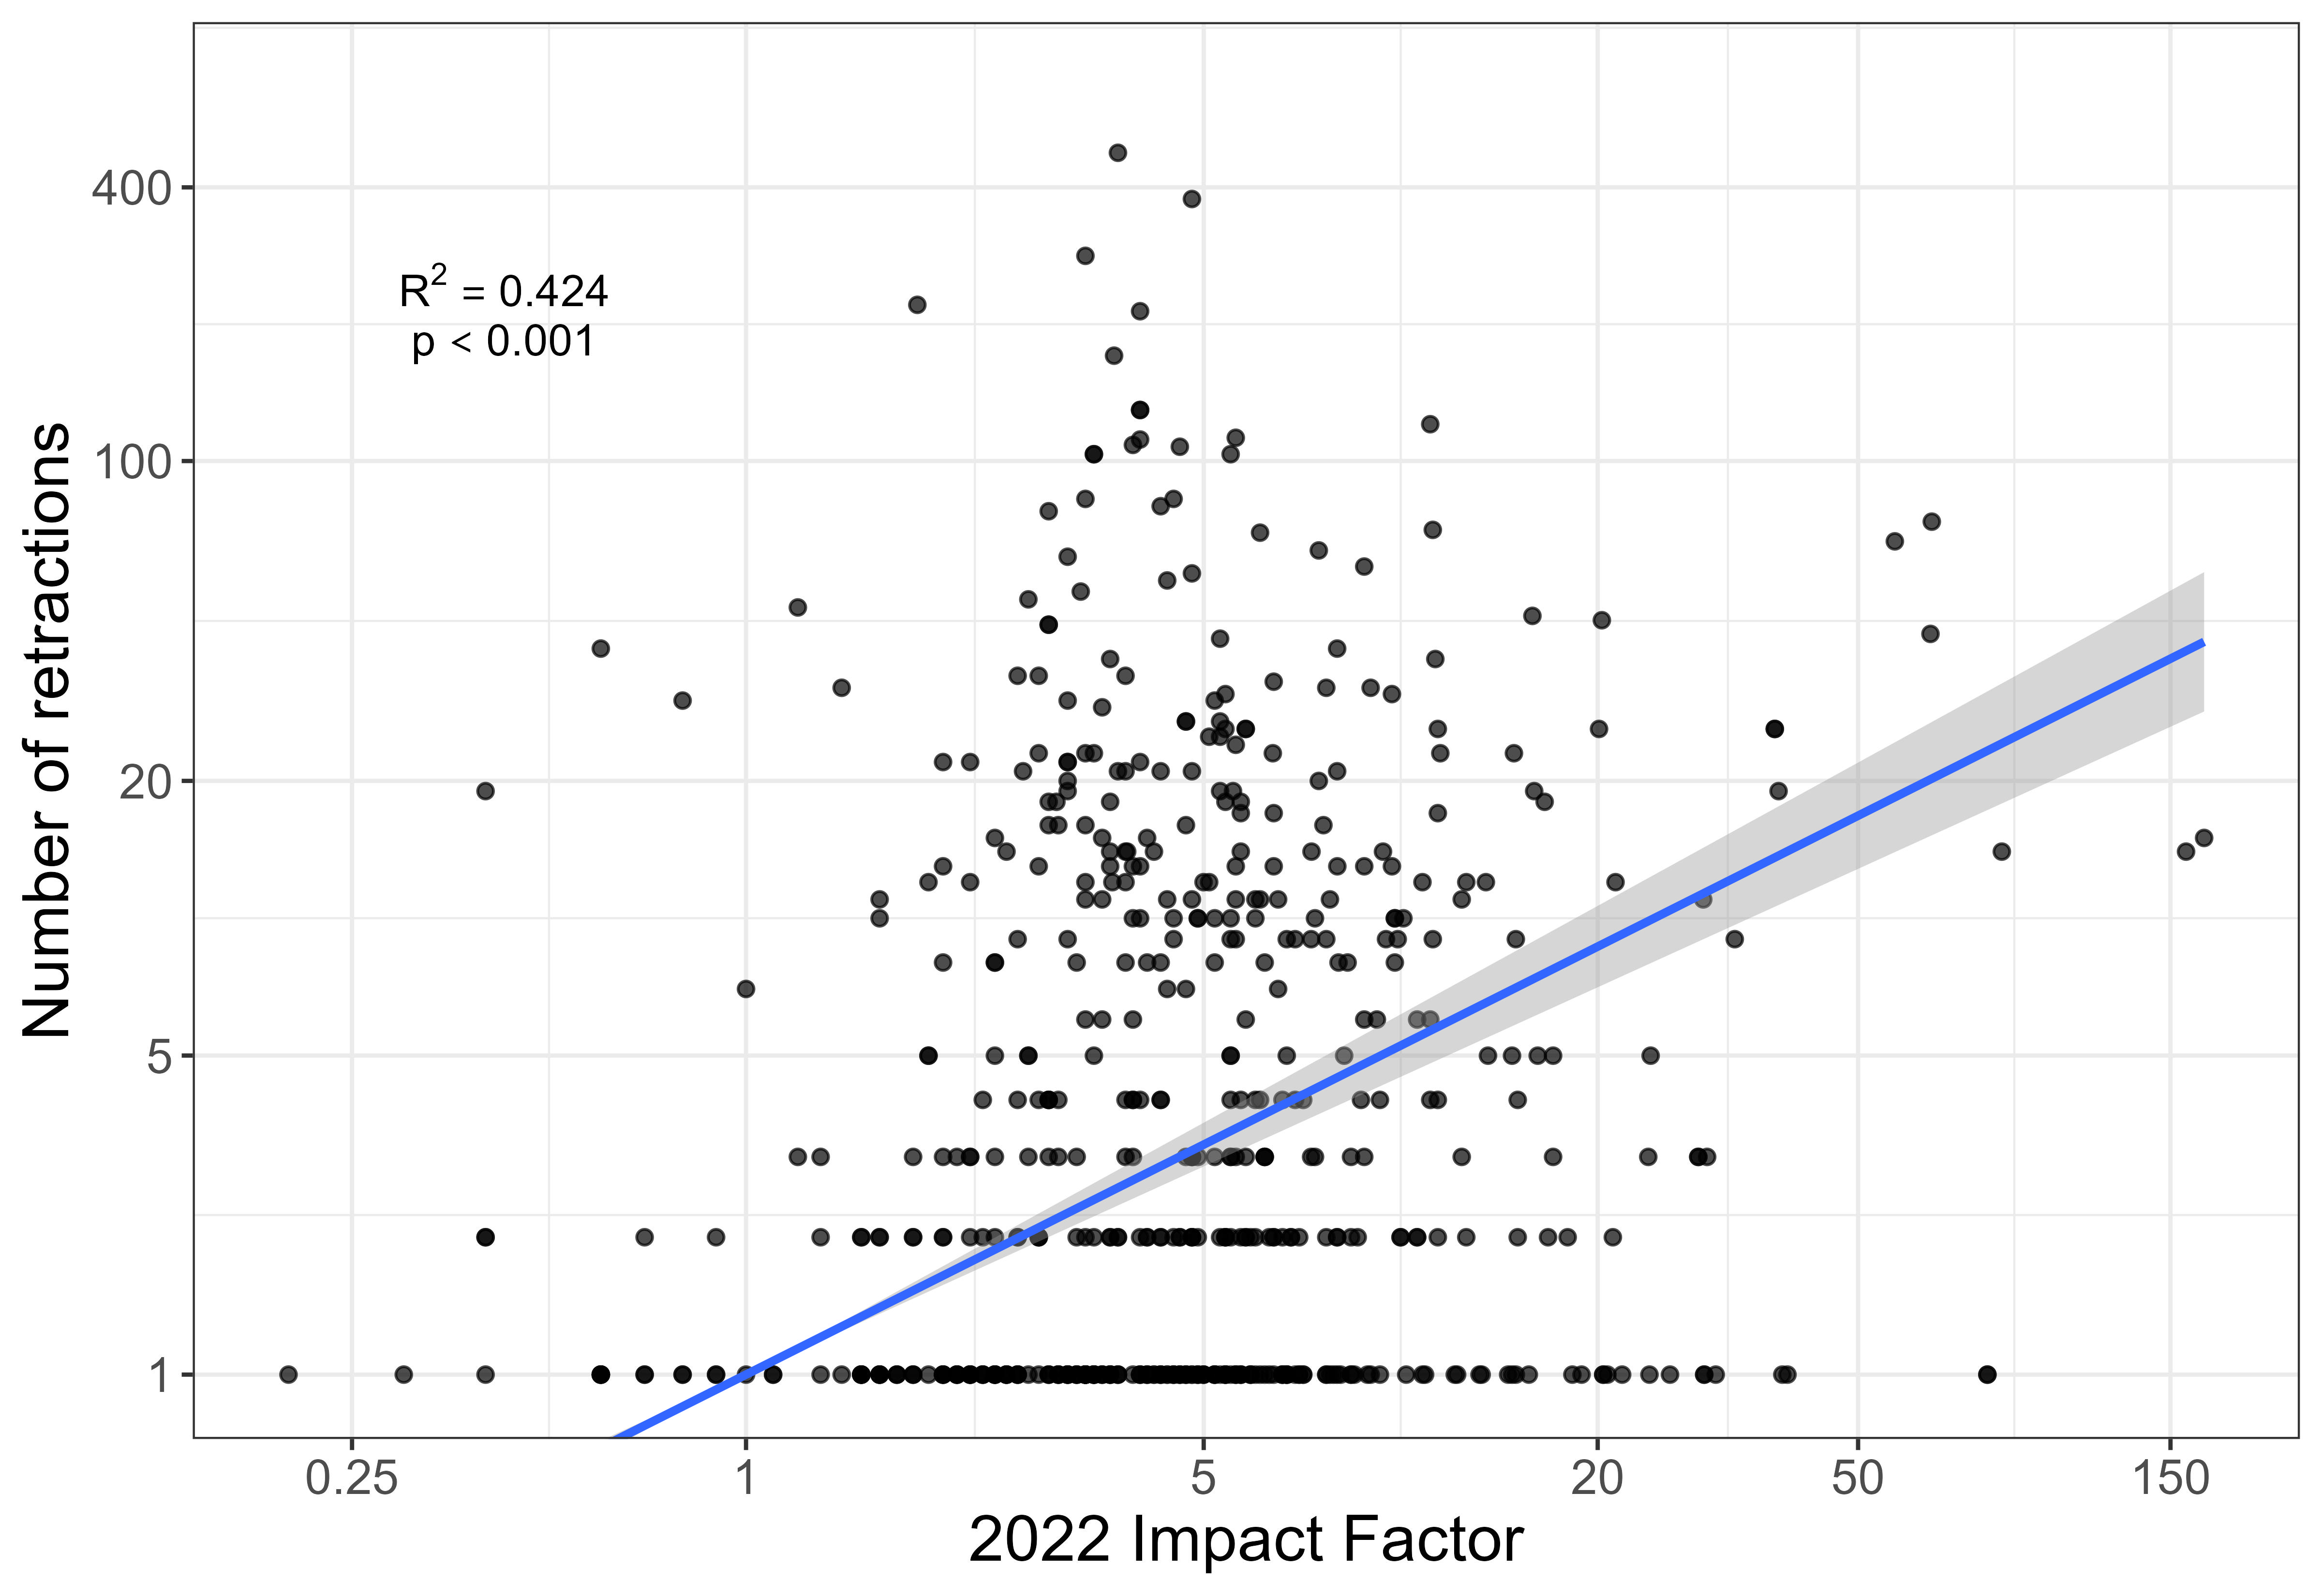 400
100
20
5
1
R² = 0.424
p < 0.001
Number of retractions
0.25 1 5 20 50 150
2022 Impact Factor